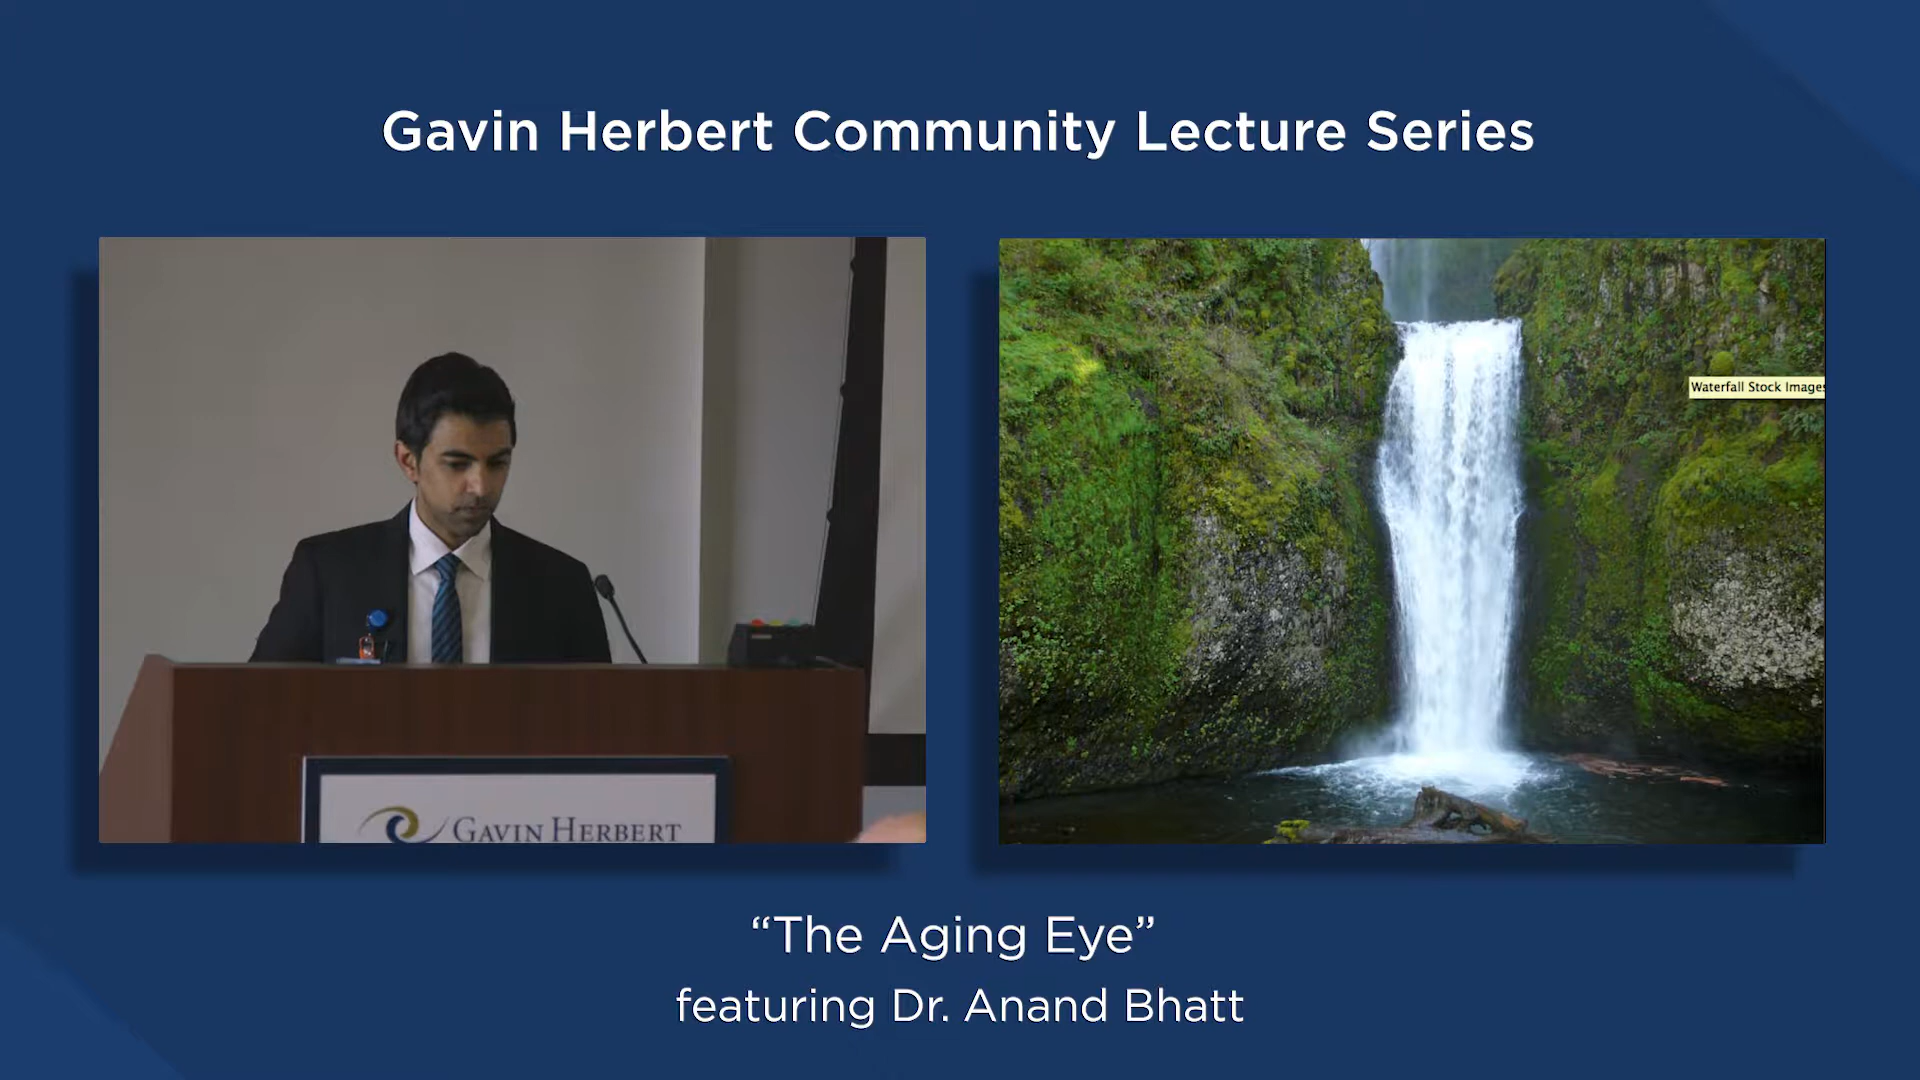 Gavin Herbert Community Lecture Series
Waterfall Stock Images
GAVIN HERBERT
“The Aging Eye”
featuring Dr. Anand Bhatt